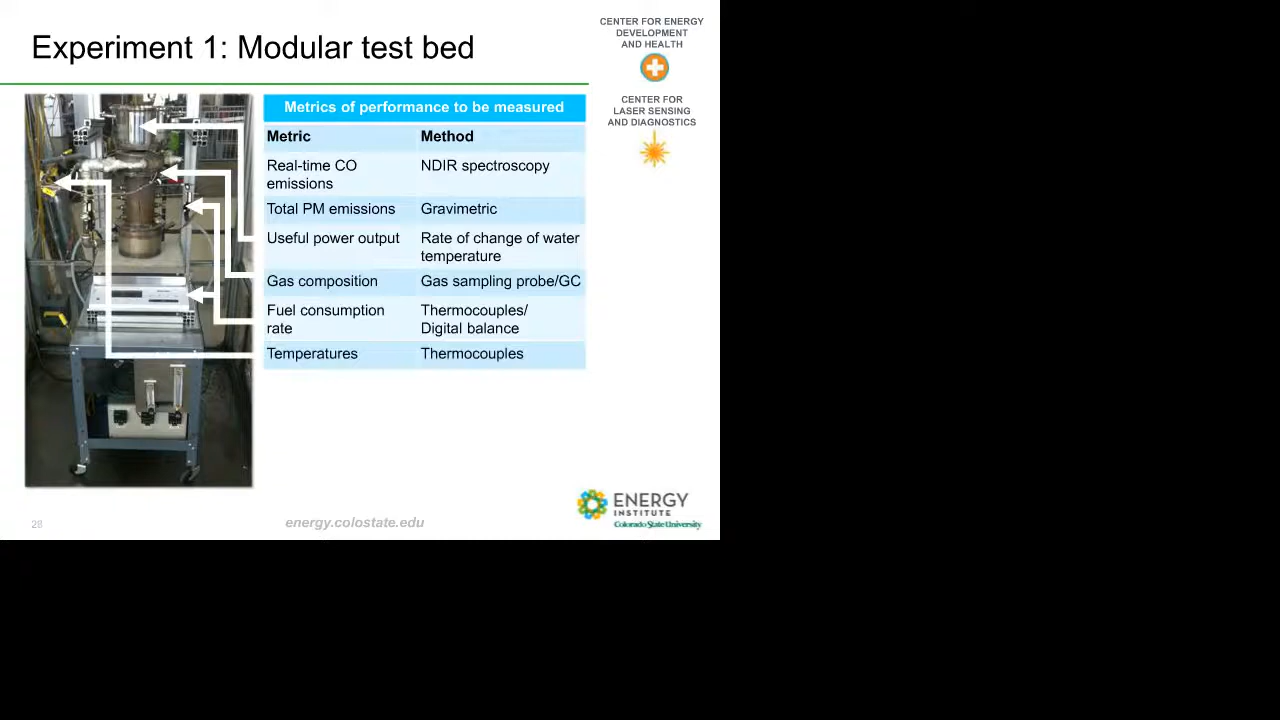 Experiment 1: Modular test bed
CENTER FOR ENERGY
DEVELOPMENT
AND HEALTH
CENTER FOR
LASER SENSING
AND DIAGNOSTICS
Metrics of performance to be measured
Metric Method
Real-time CO NDIR spectroscopy
emissions
Total PM emissions Gravimetric
Useful power output Rate of change of water
temperature
Gas composition Gas sampling probe/GC
Fuel consumption Thermocouples/
rate Digital balance
Temperatures Thermocouples
ENERGY
INSTITUTE
Colorado State University
28
energy.colostate.edu